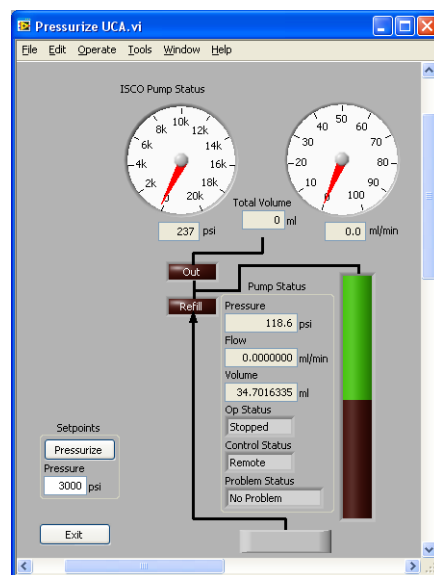 Pressurize UCA.vi
File Edit Operate Tools Window Help
ISCO Pump Status
0 2k 4k 6k 8k 10k 12k 14k 16k 18k 20k
0 10 20 30 40 50 60 70 80 90 100
Total Volume
237 psi
0 ml
0.0 ml/min
Out
Refill
Pump Status
Pressure
118.6 psi
Flow
0.0000000 ml/min
Volume
34.7016335 ml
Op Status
Stopped
Control Status
Remote
Problem Status
No Problem
Setpoints
Pressurize
Pressure
3000 psi
Exit